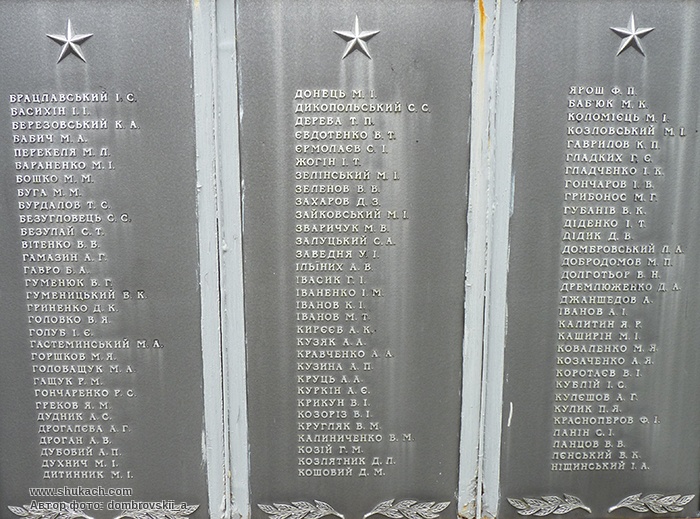 БРАЦЛАВСЬКИЙ І. С.
БАСИХІН І. І.
БЕРЕЗОВСЬКИЙ К. А.
БАБИЧ М. А.
ПЕРЕКЕЛЯ М. Л.
БАРАНЕНКО М. І.
БОШКО М. М.
БУГА М. М.
БУРДАЛОВ Т. С.
БЕЗУГЛОВЕЦЬ С. С.
БЕЗУЛАЙ С. Т.
ВІТЕНКО В. В.
ГАМАЗИН А. Г.
ГАВРО Б. А.
ГУМЕНЮК В. Г.
ГУМЕНИЦЬКИЙ В. К.
ГРИНЕНКО Д. К.
ГОЛОВКО В. Я.
ГОЛУБ І. Є.
ГАСТЕМИНСЬКИЙ М. А.
ГОРШКОВ М. Я.
ГОЛОВАЩУК М. А.
ГАЩУК Р. М.
ГОНЧАРЕНКО Р. С.
ГРЕКОВ Я. М.
ДУДНИК А. С.
ДРОГАЛЄВА А. Г.
ДРОГАН А. В.
ДУБОВИЙ А. П.
ДУХНИЧ М. І.
ДИТИННИК М. І.
ДОНЕЦЬ М. І.
ДИКОПОЛЬСЬКИЙ С. С.
ДЕРЕВА Т. П.
ЄВДОТЕНКО В. Т.
ЄРМОЛАЄВ С. І.
ЖОГІН І. Т.
ЗЕЛІНСЬКИЙ М. І.
ЗЕЛЕНОВ В. В.
ЗАХАРОВ Д. З.
ЗАЙКОВСЬКИЙ М. І.
ЗВАРИЧУК М. В.
ЗАЛУЦЬКИЙ С. А.
ЗАВЕДНЯ У. І.
ІЛЬЇНИХ А. В.
ІВАСИК Г. І.
ІВАНЕНКО І. М.
ІВАНОВ К. І.
ІВАНОВ М. Т.
КИРЄЄВ А. К.
КУЗЯК А. А.
КРАВЧЕНКО А. А.
КУЗИНА А. П.
КРУЦЬ А. А.
КУРКІН А. Є.
КРИКУН В. І.
КОЗОРІЗ В. І.
КРУГЛЯК В. М.
КАЛИНИЧЕНКО В. М.
КОЗІЙ Г. М.
КОЗЛЯТНИК Д. П.
КОШОВИЙ Д. М.
ЯРОШ Ф. П.
БАБ'ЮК М. К.
КОЛОМІЄЦЬ М. І.
КОЗЛОВСЬКИЙ М. І.
ГАВРИЛОВ К. П.
ГЛАДКИХ Г. Є.
ГЛАДЧЕНКО І. К.
ГОНЧАРОВ І. В.
ГРИБОНОС М. Г.
ГУБАНІВ В. К.
ДІДЕНКО І. Т.
ДІДИК Д. В.
ДОМБРОВСЬКИЙ П. А.
ДОБРОДОМОВ М. П.
ДОЛГОТЬОР В. Н.
ДРЕМЛЮЖЕНКО Д. А.
ДЖАНШЕДОВ А.
ІВАНОВ А. І.
КАЛИТИН Я. Р.
КАШИРІН М. І.
КОВАЛЕНКО М. Я.
КОЗАЧЕНКО А. Я.
КОРОТАЄВ В. І.
КУБЛІЙ І. С.
КУЛЄШОВ А. Г.
КУЛИК П. Я.
КРАСНОПЕРОВ Ф. І.
ЛАНІН С. І.
ЛАНЦОВ В. В.
ЛЄНСЬКИЙ В. К.
НІЩИНСЬКИЙ І. А.
www.shukach.com
Автор фото: dombrovskii_a